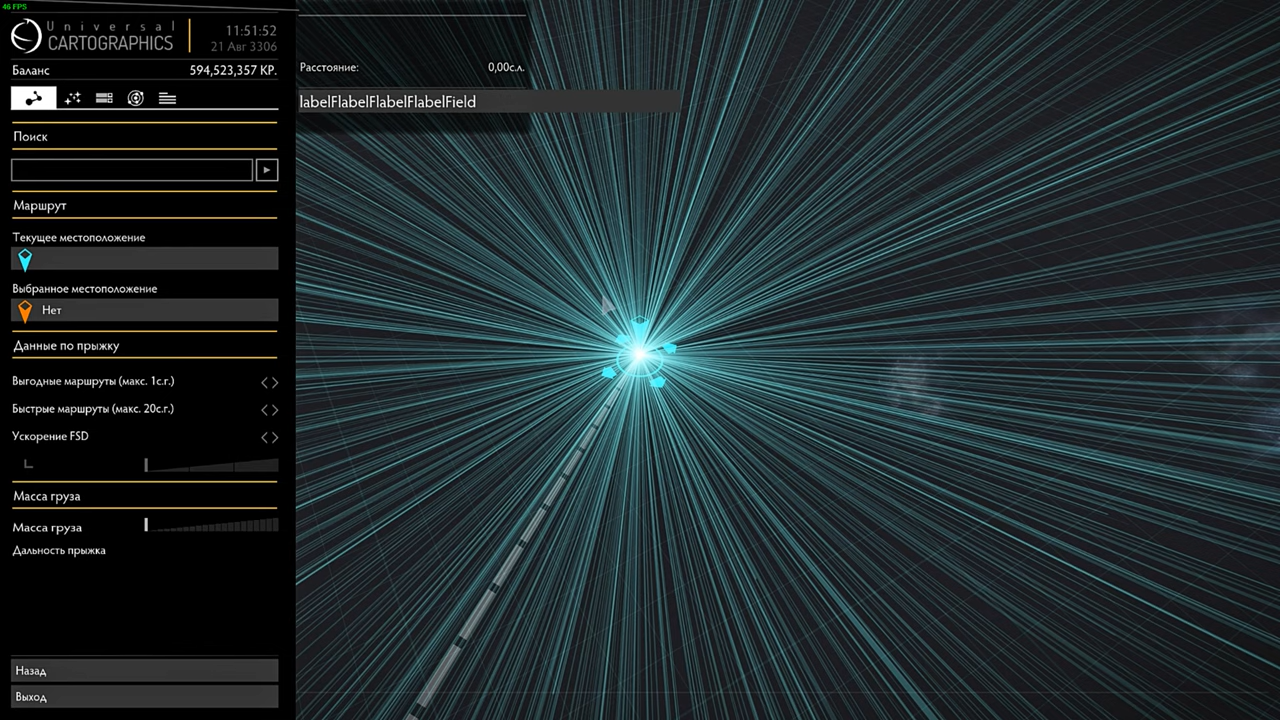 46 FPS
Universal
CARTOGRAPHICS
11:51:52
21 Авг 3306
Баланс 594,523,357 КР.
Поиск
Маршрут
Текущее местоположение
Выбранное местоположение
Нет
Данные по прыжку
Выгодные маршруты (макс. 1с.г.)
Быстрые маршруты (макс. 20с.г.)
Ускорение FSD
Масса груза
Масса груза
Дальность прыжка
Назад
Выход
Расстояние: 0,00с.л.
labelFlabelFlabelFlabelField